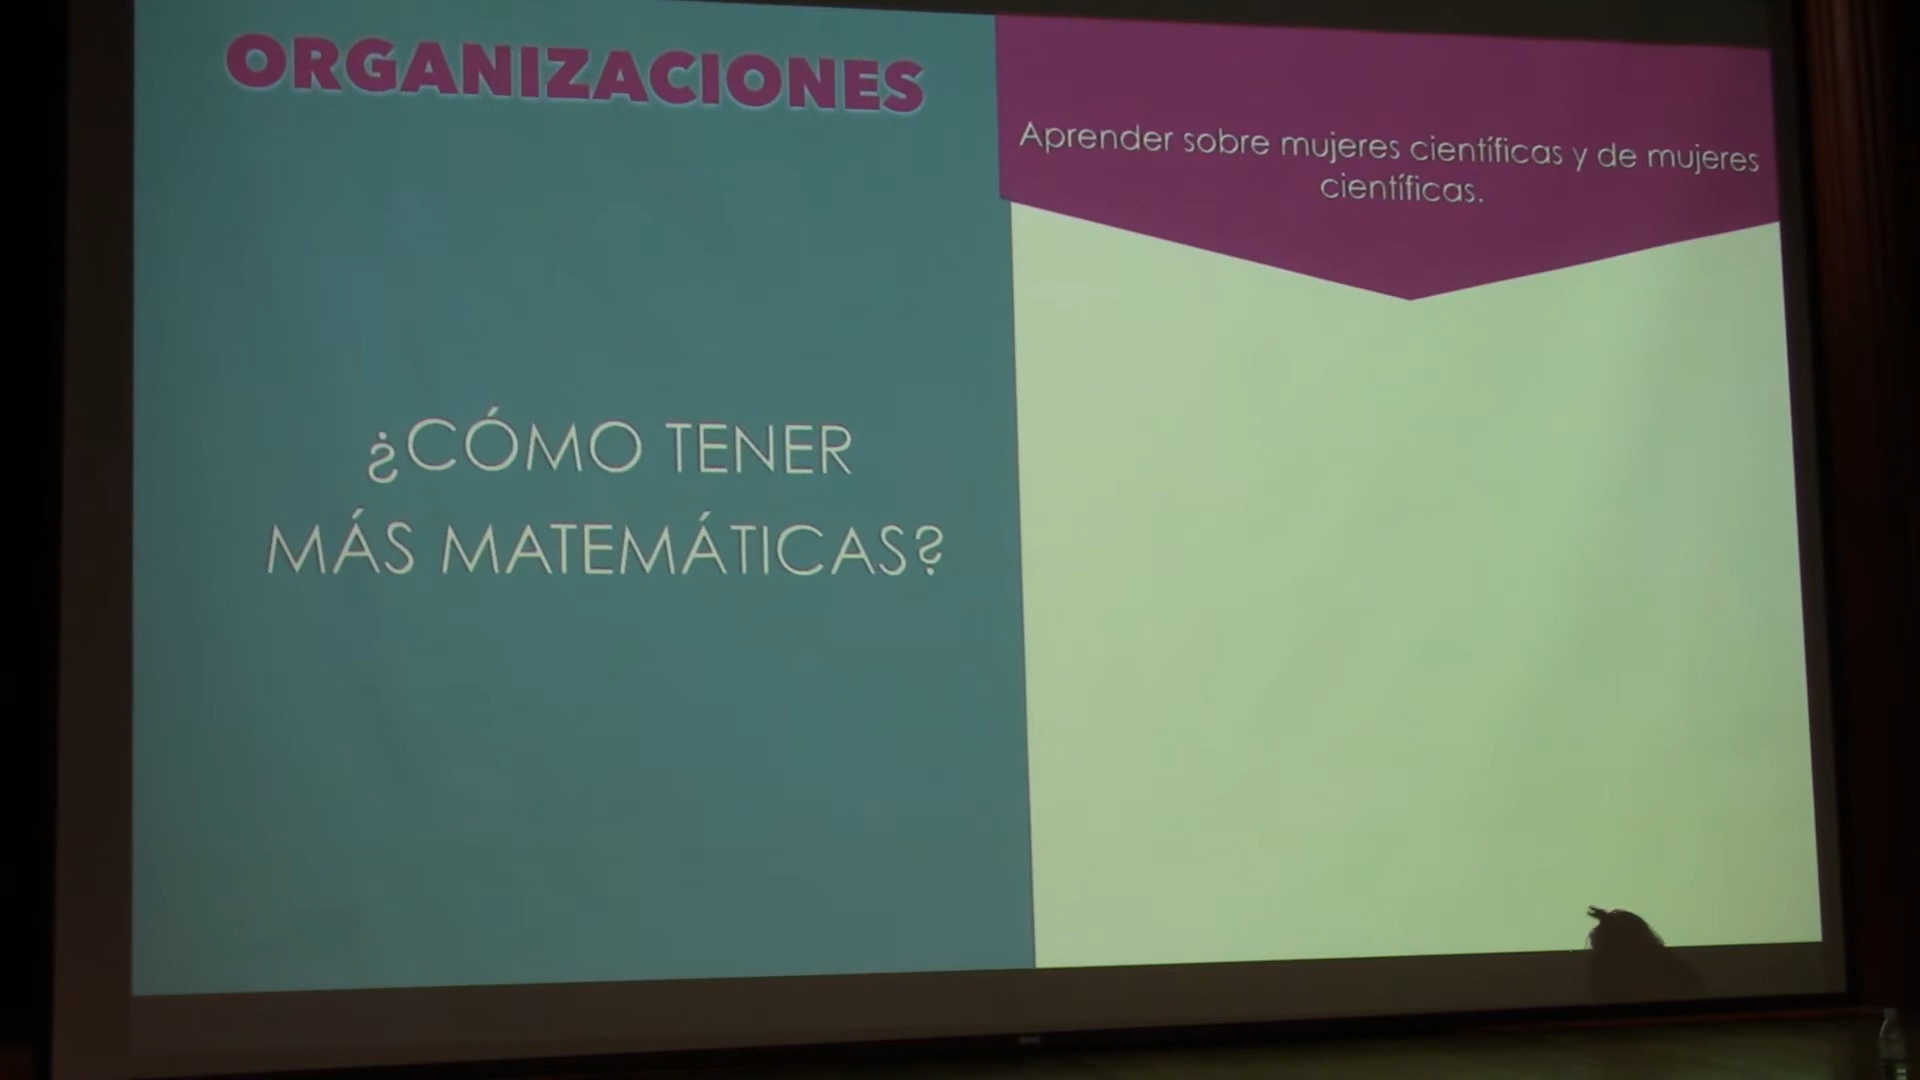 ORGANIZACIONES
¿CÓMO TENER
MÁS MATEMÁTICAS?
Aprender sobre mujeres científicas y de mujeres
científicas.